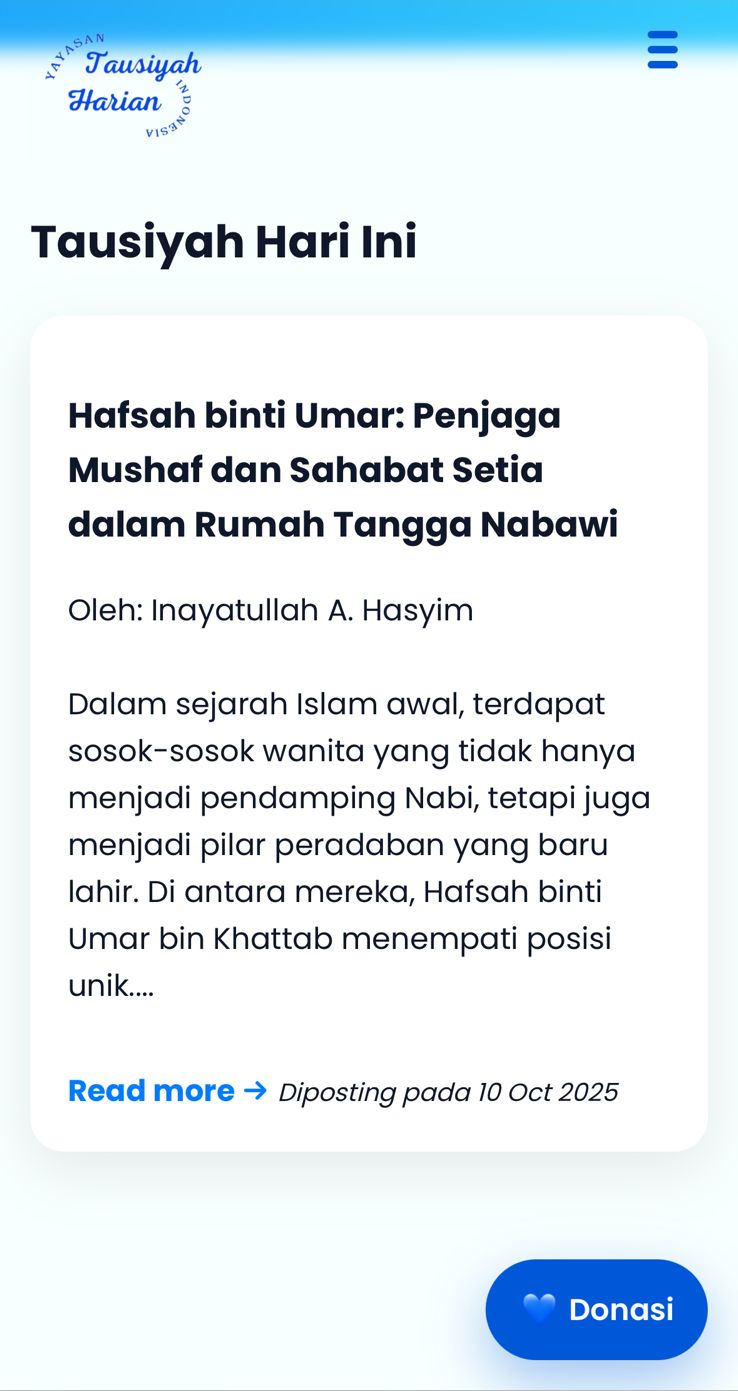 YAYASAN
Tausiyah
Harian
INDONESIA
Tausiyah Hari Ini
Hafsah binti Umar: Penjaga
Mushaf dan Sahabat Setia
dalam Rumah Tangga Nabawi
Oleh: Inayatullah A. Hasyim
Dalam sejarah Islam awal, terdapat
sosok-sosok wanita yang tidak hanya
menjadi pendamping Nabi, tetapi juga
menjadi pilar peradaban yang baru
lahir. Di antara mereka, Hafsah binti
Umar bin Khattab menempati posisi
unik....
Read more → Diposting pada 10 Oct 2025
💙 Donasi